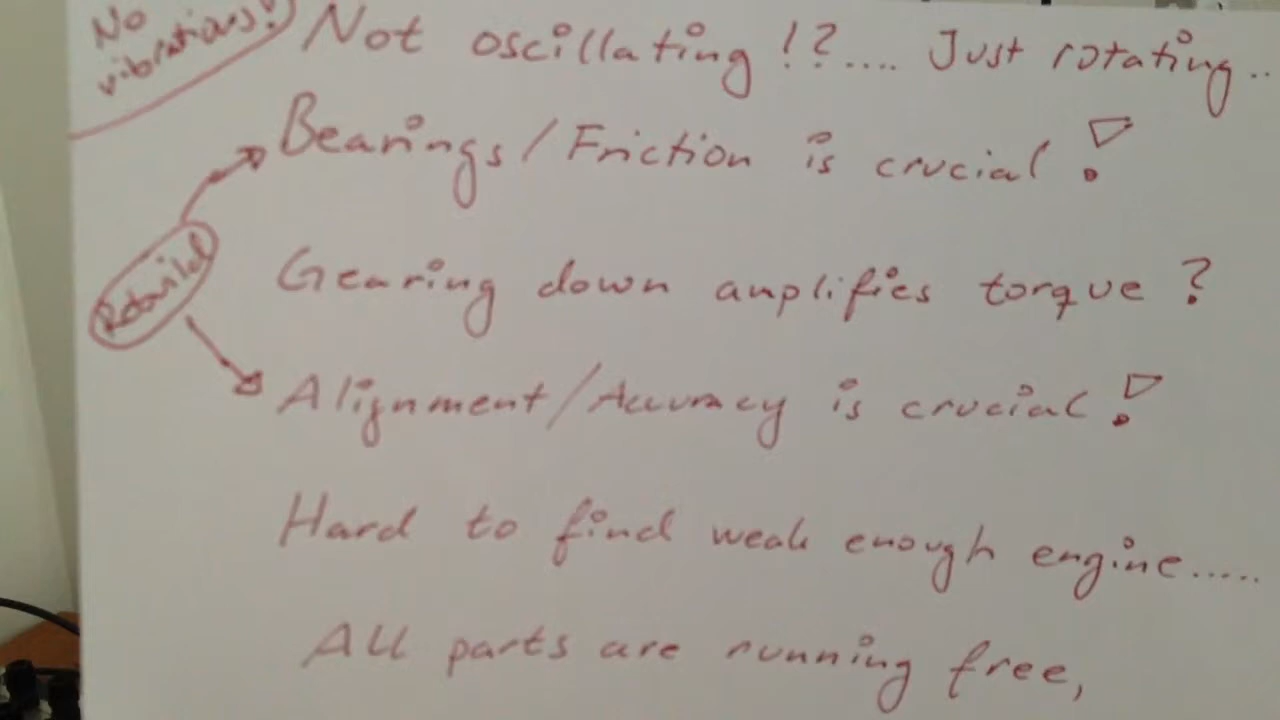 No
vibrations!
Not oscillating !?.... Just rotating..
Bearings/Friction is crucial!
Rebuild
Gearing down amplifies torque?
Alignment/Accuracy is crucial!
Hard to find weak enough engine.....
All parts are running free,